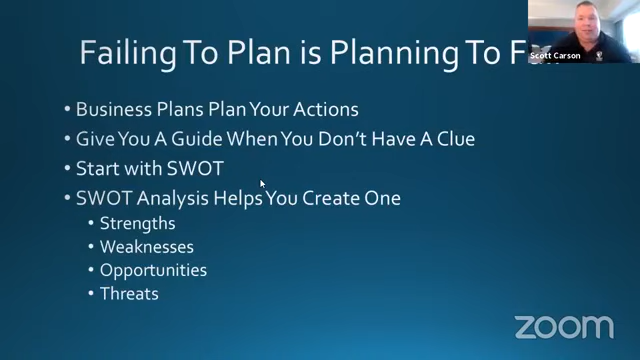 Failing To Plan is Planning To
Scott Carson
• Business Plans Plan Your Actions
• Give You A Guide When You Don't Have A Clue
• Start with SWOT
• SWOT Analysis Helps You Create One
• Strengths
• Weaknesses
• Opportunities
• Threats
zoom